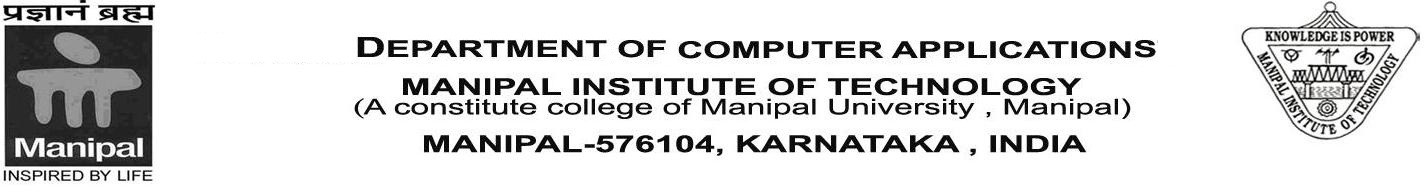 प्रज्ञानं ब्रह्म
Manipal
INSPIRED BY LIFE
DEPARTMENT OF COMPUTER APPLICATIONS
MANIPAL INSTITUTE OF TECHNOLOGY
(A constitute college of Manipal University , Manipal)
MANIPAL-576104, KARNATAKA , INDIA
KNOWLEDGE IS POWER
MANIPAL INSTITUTE OF TECHNOLOGY